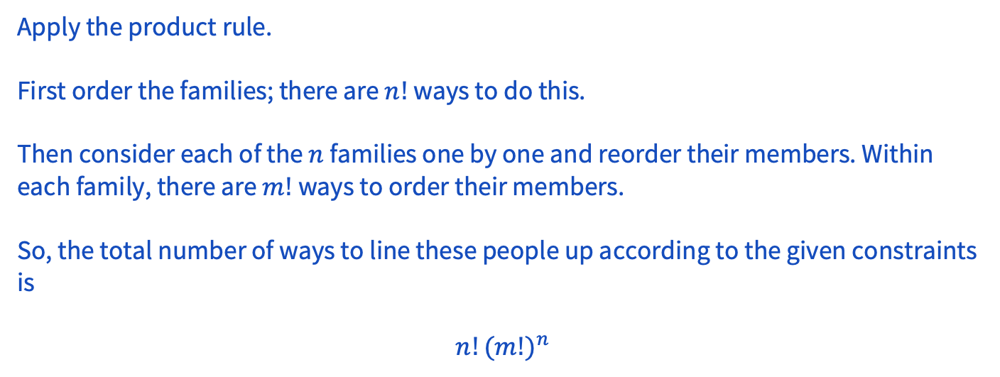 Apply the product rule.
First order the families; there are n! ways to do this.
Then consider each of the n families one by one and reorder their members. Within
each family, there are m! ways to order their members.
So, the total number of ways to line these people up according to the given constraints
is
n! (m!)ⁿ